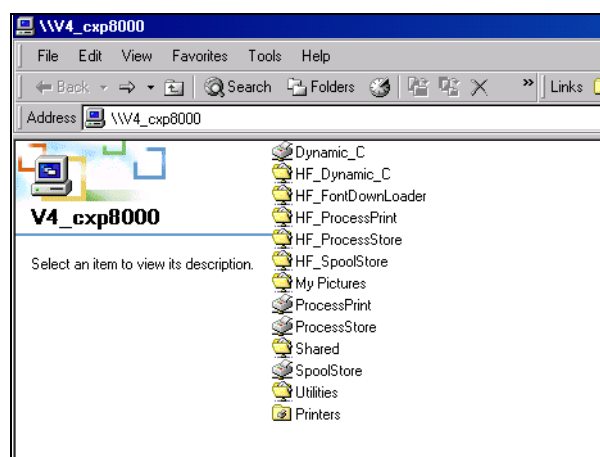 \\V4_cxp8000
File Edit View Favorites Tools Help
Back Search Folders » Links
Address \\V4_cxp8000
V4_cxp8000
Select an item to view its description.
Dynamic_C
HF_Dynamic_C
HF_FontDownLoader
HF_ProcessPrint
HF_ProcessStore
HF_SpoolStore
My Pictures
ProcessPrint
ProcessStore
Shared
SpoolStore
Utilities
Printers